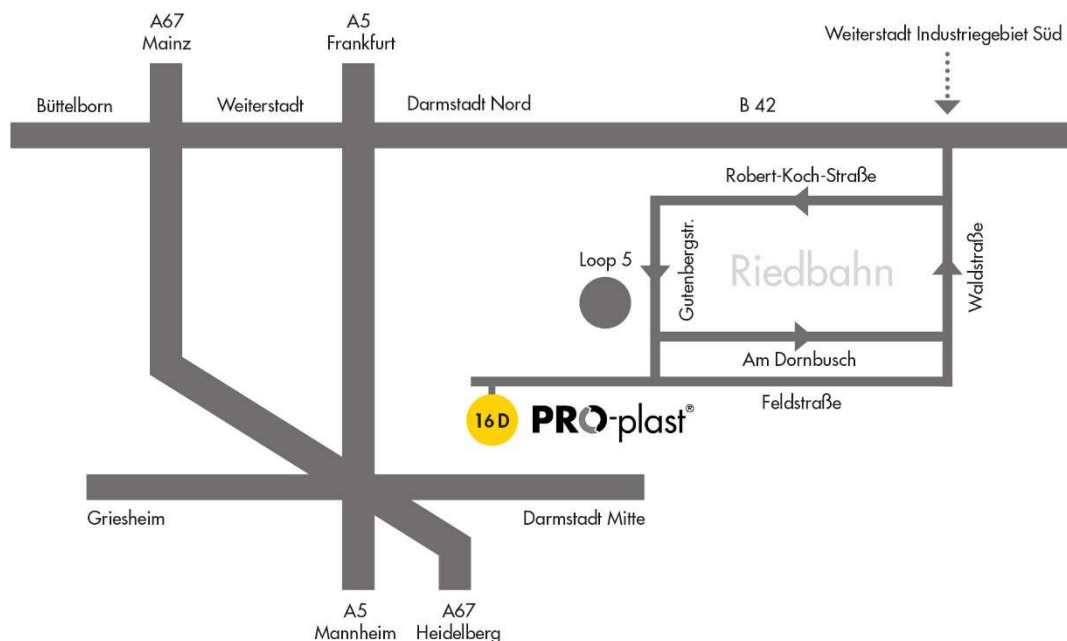 A67
Mainz
A5
Frankfurt
Weiterstadt Industriegebiet Süd
Büttelborn
Weiterstadt
Darmstadt Nord
B 42
Robert-Koch-Straße
Loop 5
Gutenbergstr.
Riedbahn
Waldstraße
Am Dornbusch
Feldstraße
16 D
PRO-plast®
Griesheim
Darmstadt Mitte
A5
Mannheim
A67
Heidelberg